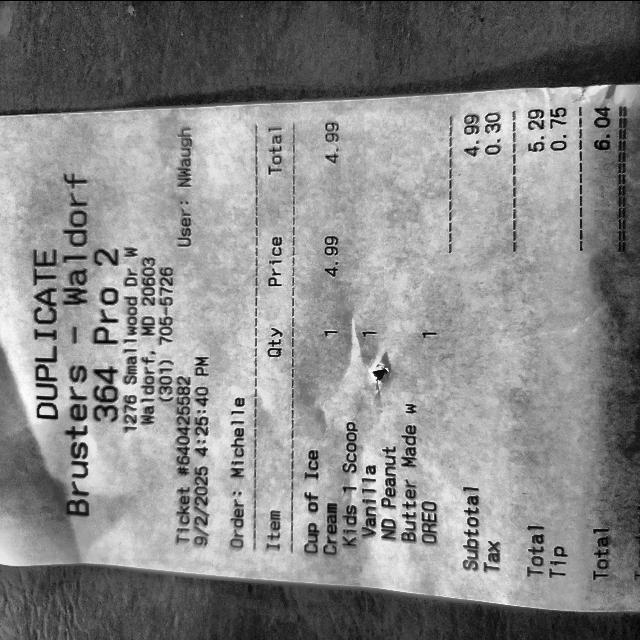 DUPLICATE
Brusters - Waldorf
364 Pro 2
1276 Smallwood Dr W
Waldorf, MD 20603
(301) 705-5726
Ticket #640425582
9/2/2025 4:25:40 PM User: NWaugh
Order: Michelle
Item Qty Price Total
Cup of Ice 1 4.99 4.99
Cream
Kids 1 Scoop
Vanilla 1
ND Peanut
Butter Made w 1
OREO
Subtotal 4.99
Tax 0.30
Total 5.29
Tip 0.75
Total 6.04